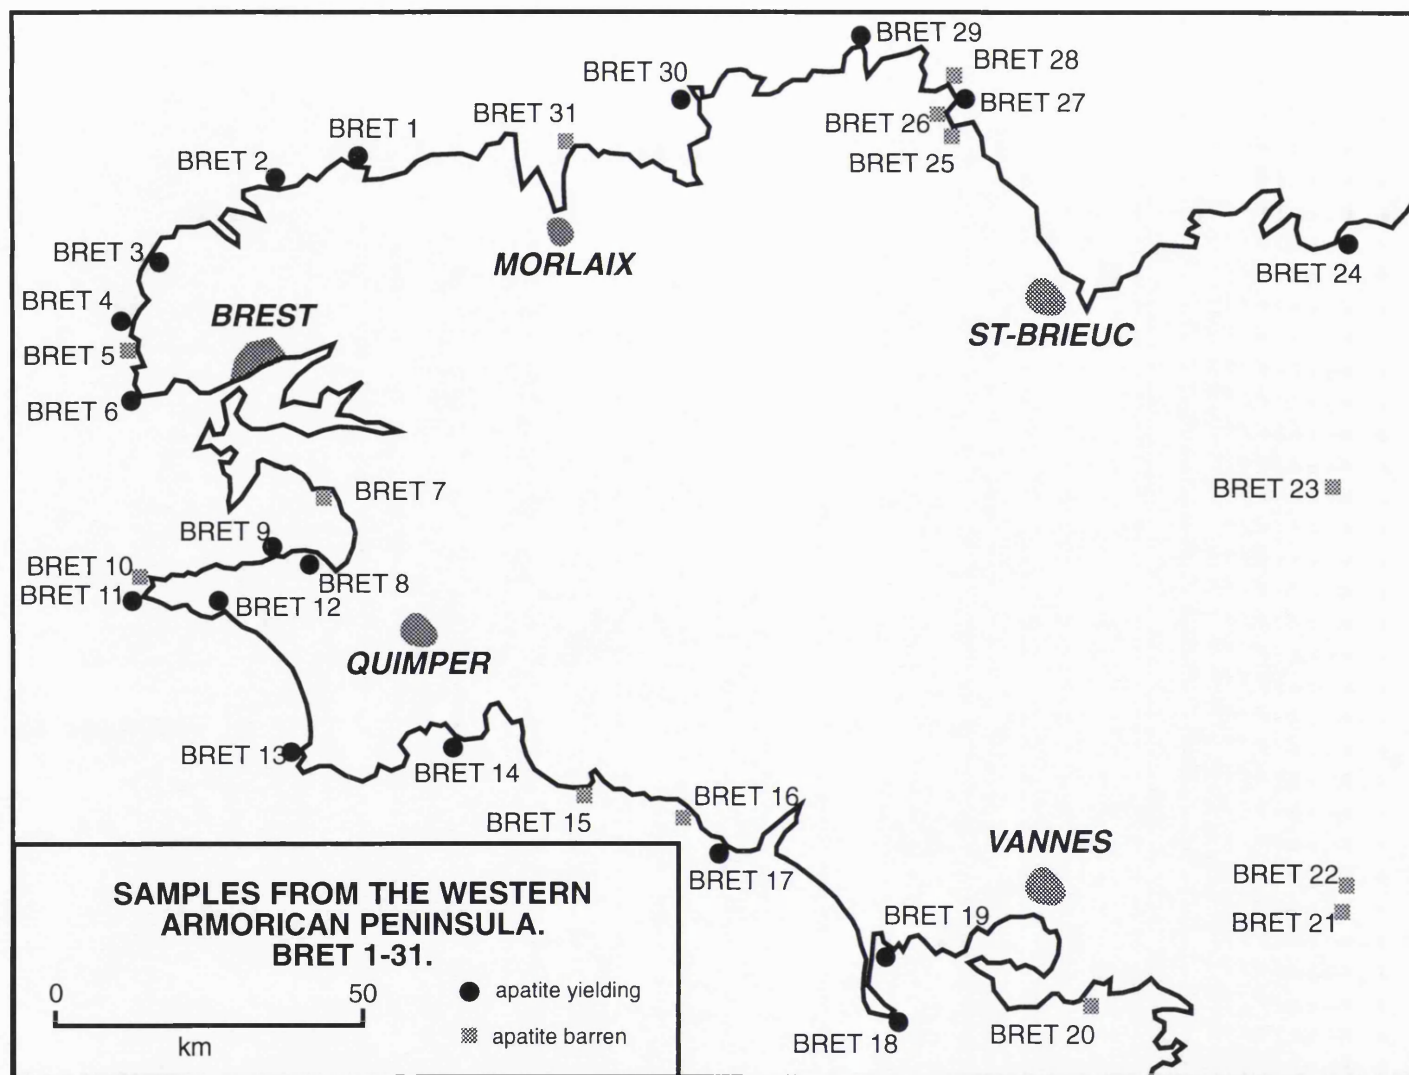 BRET 29
BRET 28
BRET 30
BRET 27
BRET 31
BRET 26
BRET 1
BRET 25
BRET 2
BRET 3
MORLAIX
BRET 24
BRET 4
BREST
ST-BRIEUC
BRET 5
BRET 6
BRET 7
BRET 23
BRET 9
BRET 10
BRET 8
BRET 11
BRET 12
QUIMPER
BRET 13
BRET 14
BRET 16
BRET 15
VANNES
BRET 17
BRET 22
BRET 19
BRET 21
BRET 20
BRET 18
SAMPLES FROM THE WESTERN
ARMORICAN PENINSULA.
BRET 1-31.
0 50
km
apatite yielding
apatite barren